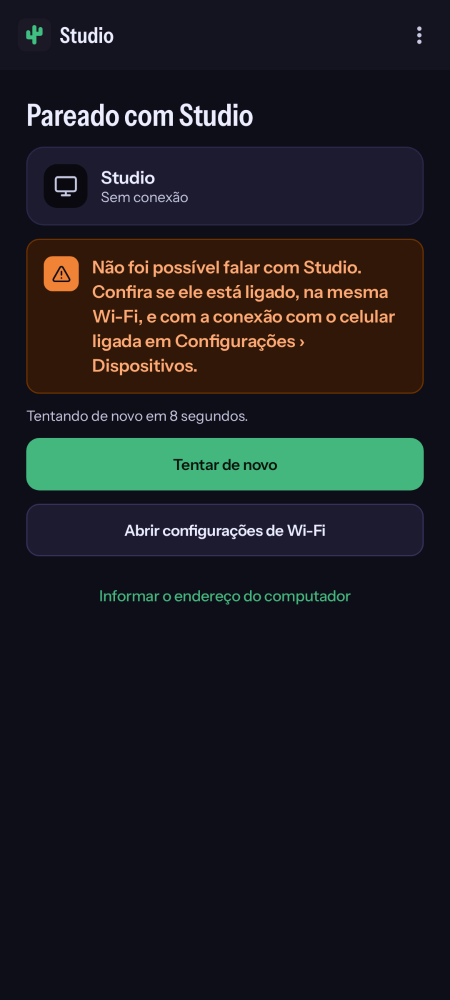 Studio
Pareado com Studio
Studio
Sem conexão
Não foi possível falar com Studio.
Confira se ele está ligado, na mesma
Wi-Fi, e com a conexão com o celular
ligada em Configurações ›
Dispositivos.
Tentando de novo em 8 segundos.
Tentar de novo
Abrir configurações de Wi-Fi
Informar o endereço do computador